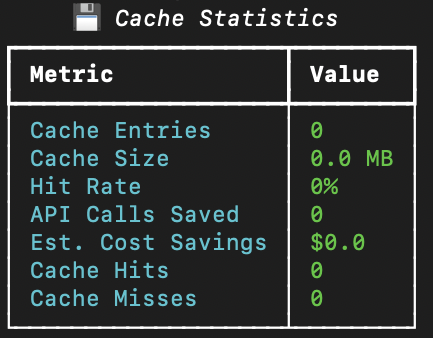 💾 Cache Statistics
Metric Value
Cache Entries 0
Cache Size 0.0 MB
Hit Rate 0%
API Calls Saved 0
Est. Cost Savings $0.0
Cache Hits 0
Cache Misses 0